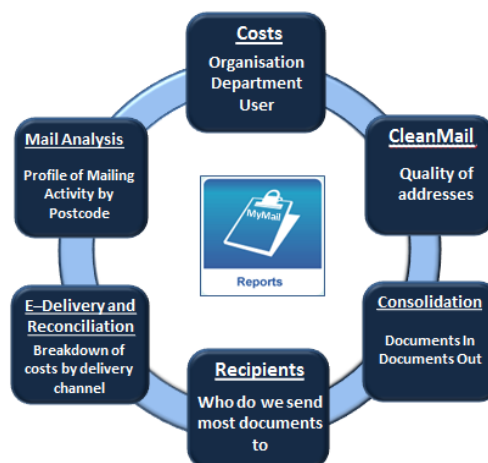 Costs
Organisation
Department
User
CleanMail
Quality of
addresses
Consolidation
Documents In
Documents Out
Recipients
Who do we send
most documents
to
E–Delivery and
Reconciliation
Breakdown of
costs by delivery
channel
Mail Analysis
Profile of Mailing
Activity by
Postcode
MyMail
Reports